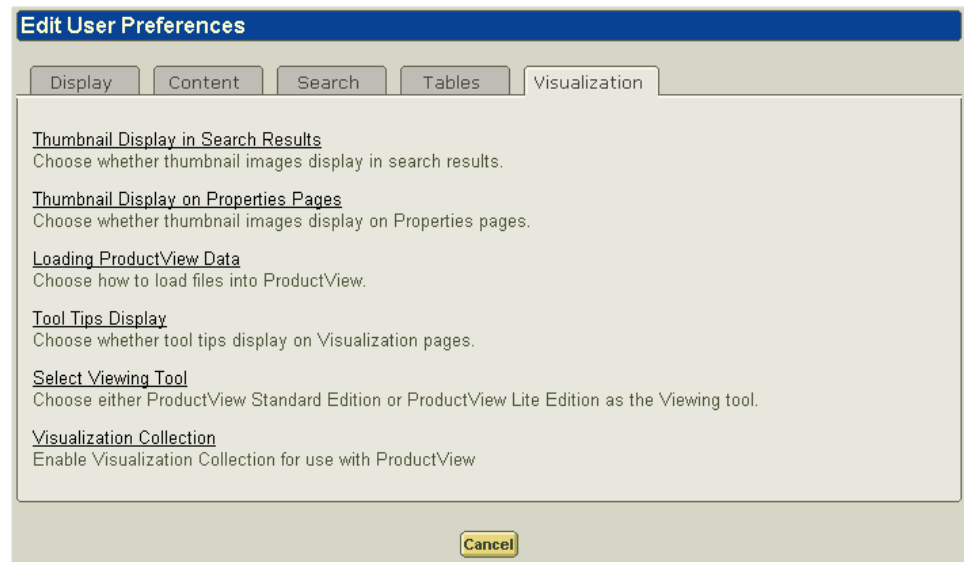 Edit User Preferences
Display Content Search Tables Visualization
Thumbnail Display in Search Results
Choose whether thumbnail images display in search results.
Thumbnail Display on Properties Pages
Choose whether thumbnail images display on Properties pages.
Loading ProductView Data
Choose how to load files into ProductView.
Tool Tips Display
Choose whether tool tips display on Visualization pages.
Select Viewing Tool
Choose either ProductView Standard Edition or ProductView Lite Edition as the Viewing tool.
Visualization Collection
Enable Visualization Collection for use with ProductView
Cancel